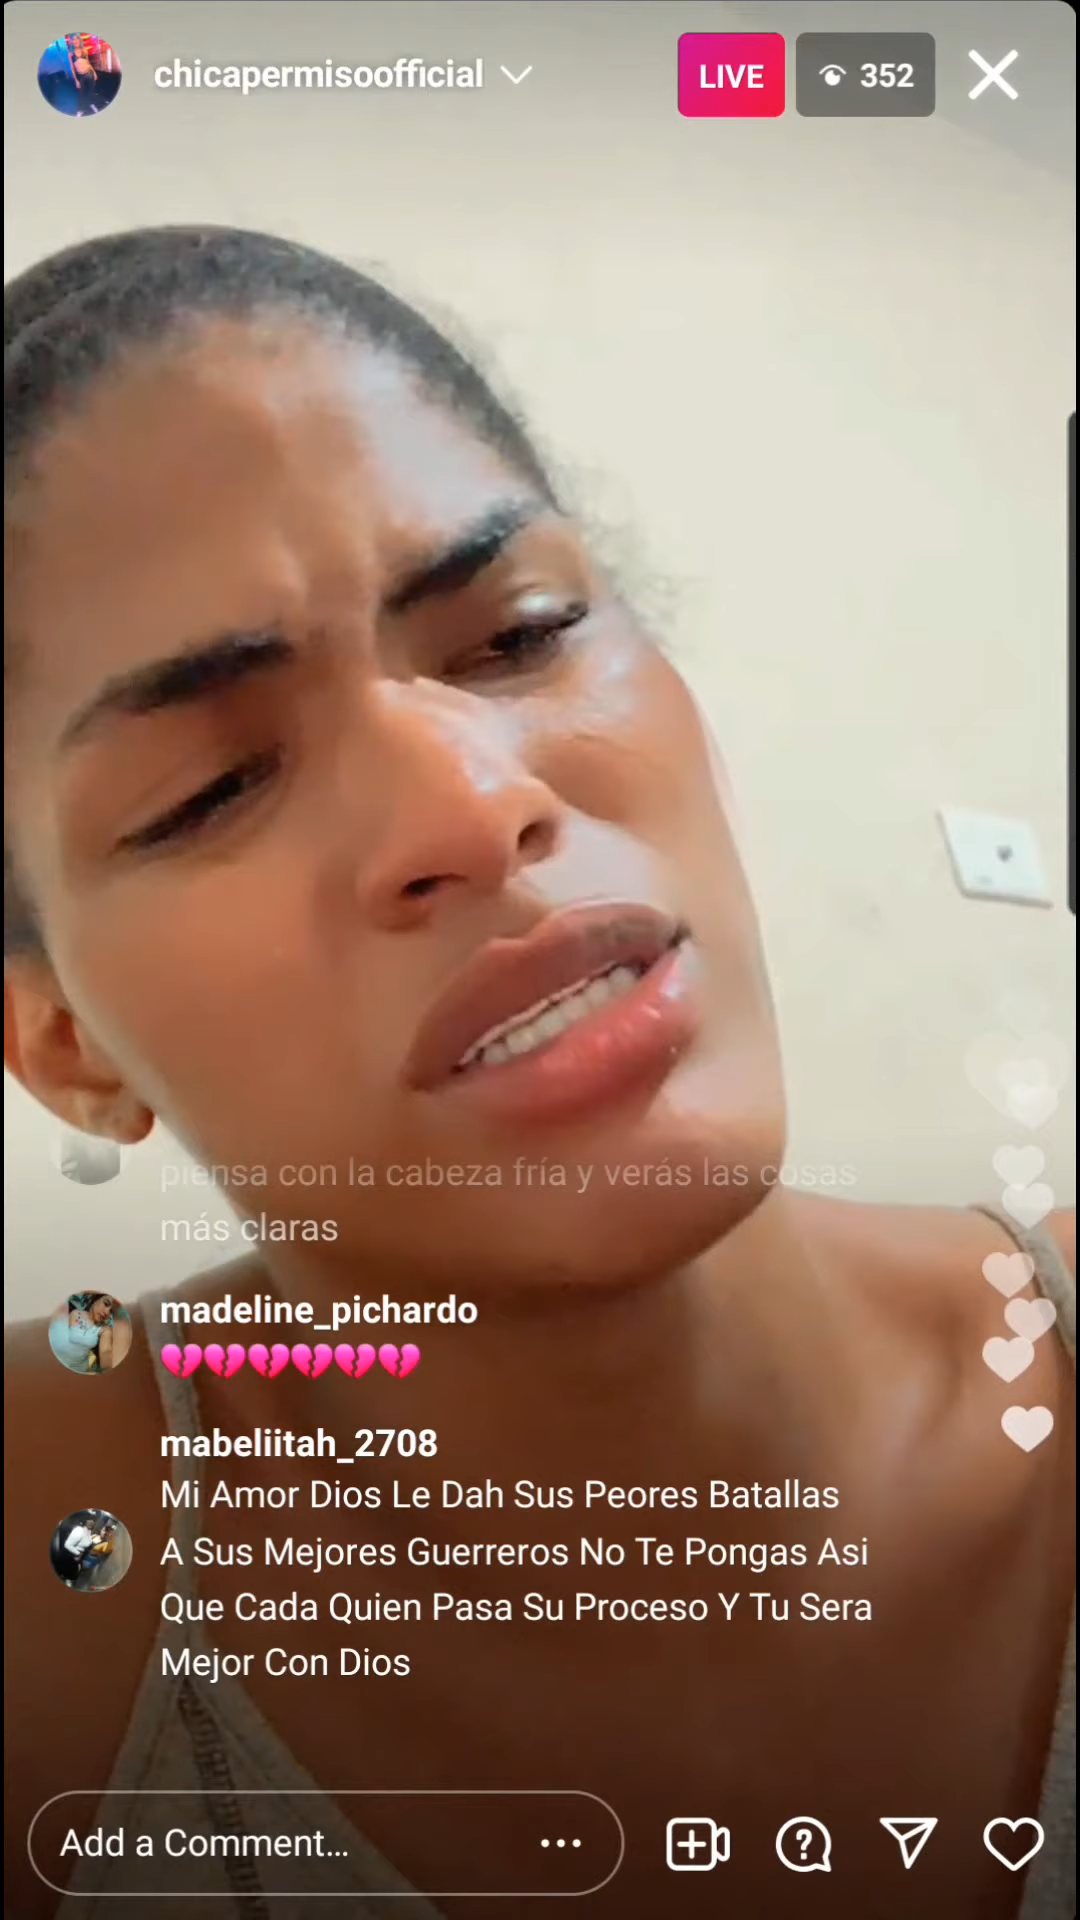 chicapermisoofficial
LIVE
352
piensa con la cabeza fría y verás las cosas
más claras
madeline_pichardo
💔💔💔💔💔💔
mabeliitah_2708
Mi Amor Dios Le Dah Sus Peores Batallas
A Sus Mejores Guerreros No Te Pongas Asi
Que Cada Quien Pasa Su Proceso Y Tu Sera
Mejor Con Dios
Add a Comment...